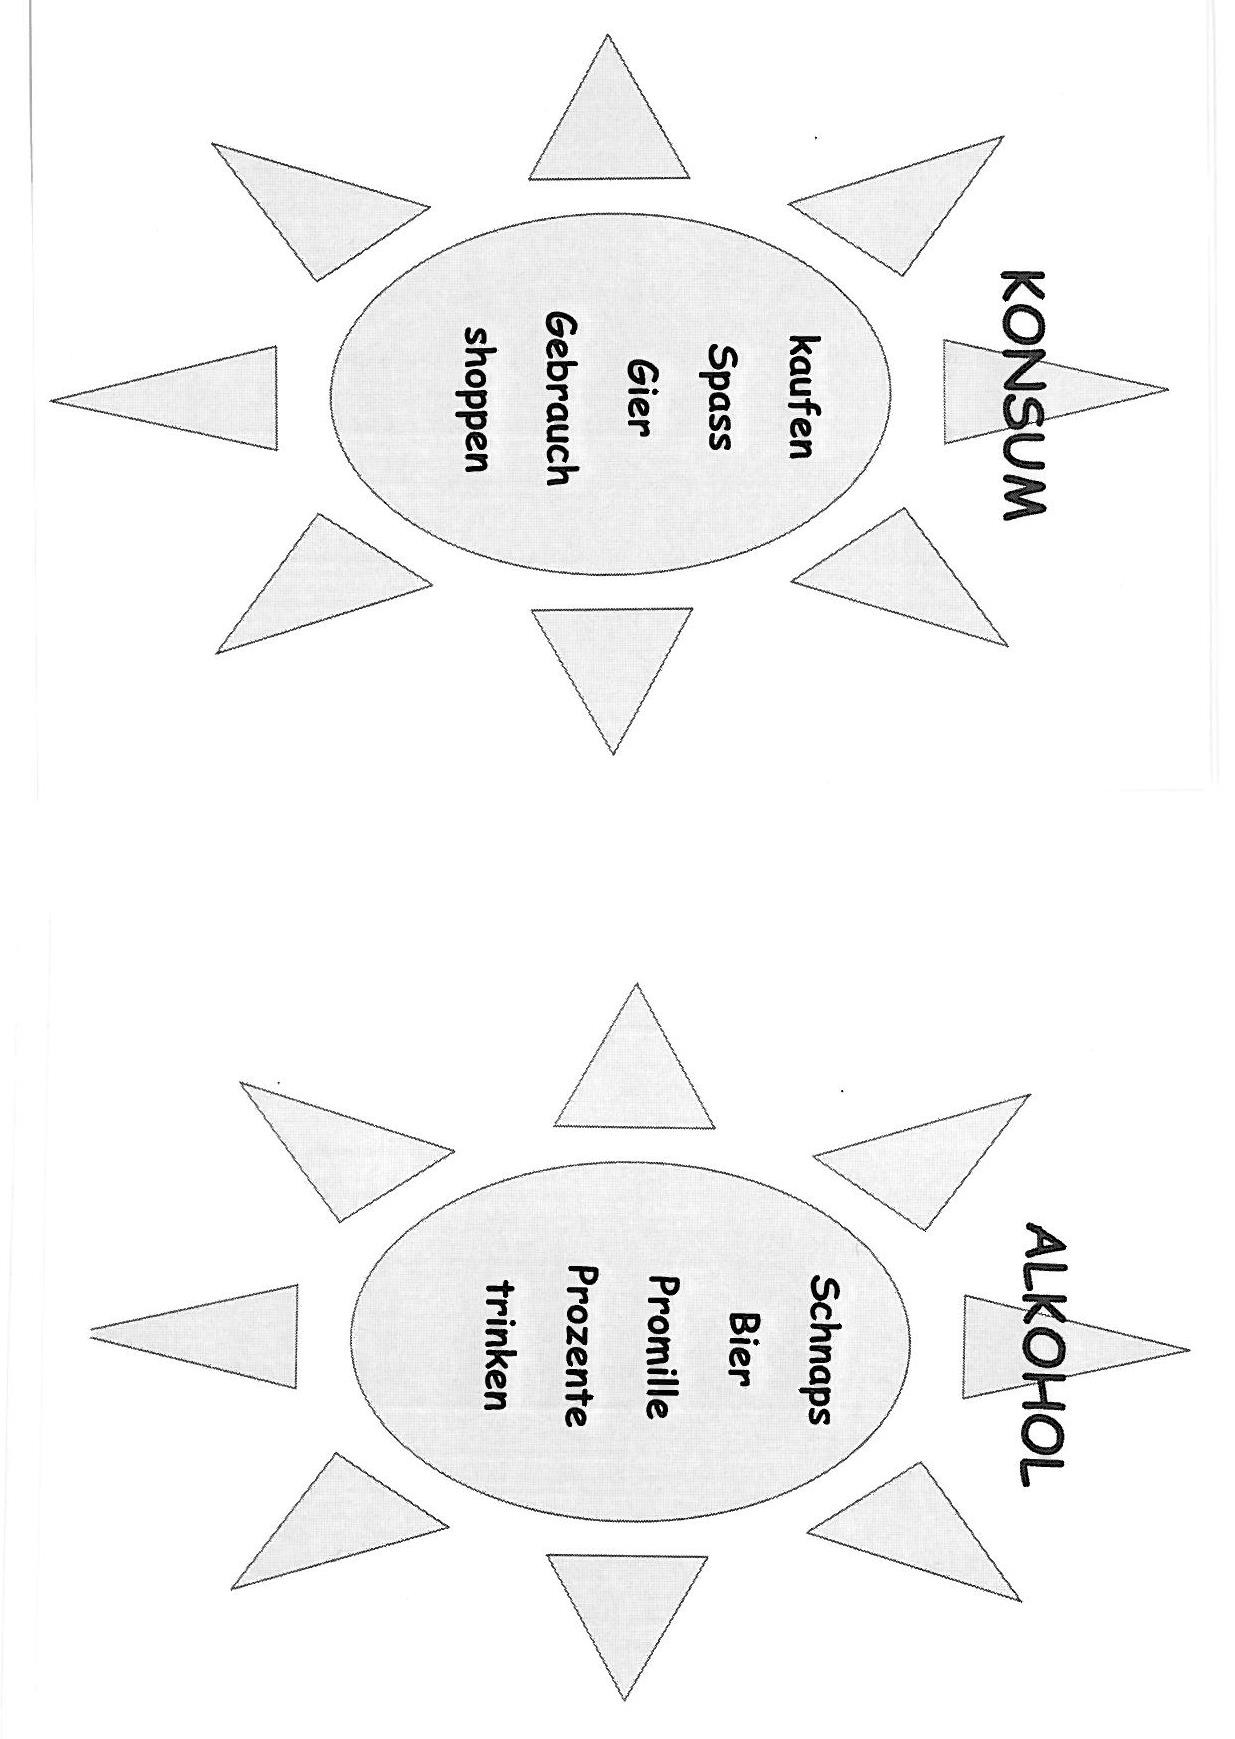 KONSUM
kaufen
Spass
Gier
Gebrauch
shoppen
ALKOHOL
Schnaps
Bier
Promille
Prozente
trinken